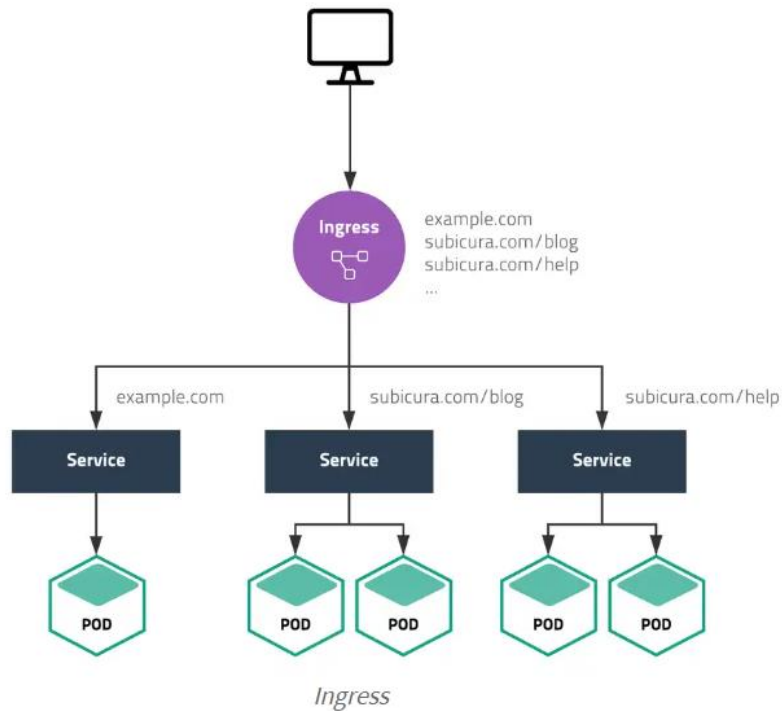 Ingress
example.com
subicura.com/blog
subicura.com/help
...
example.com
subicura.com/blog
subicura.com/help
Service
Service
Service
POD
POD
POD
POD
POD
Ingress